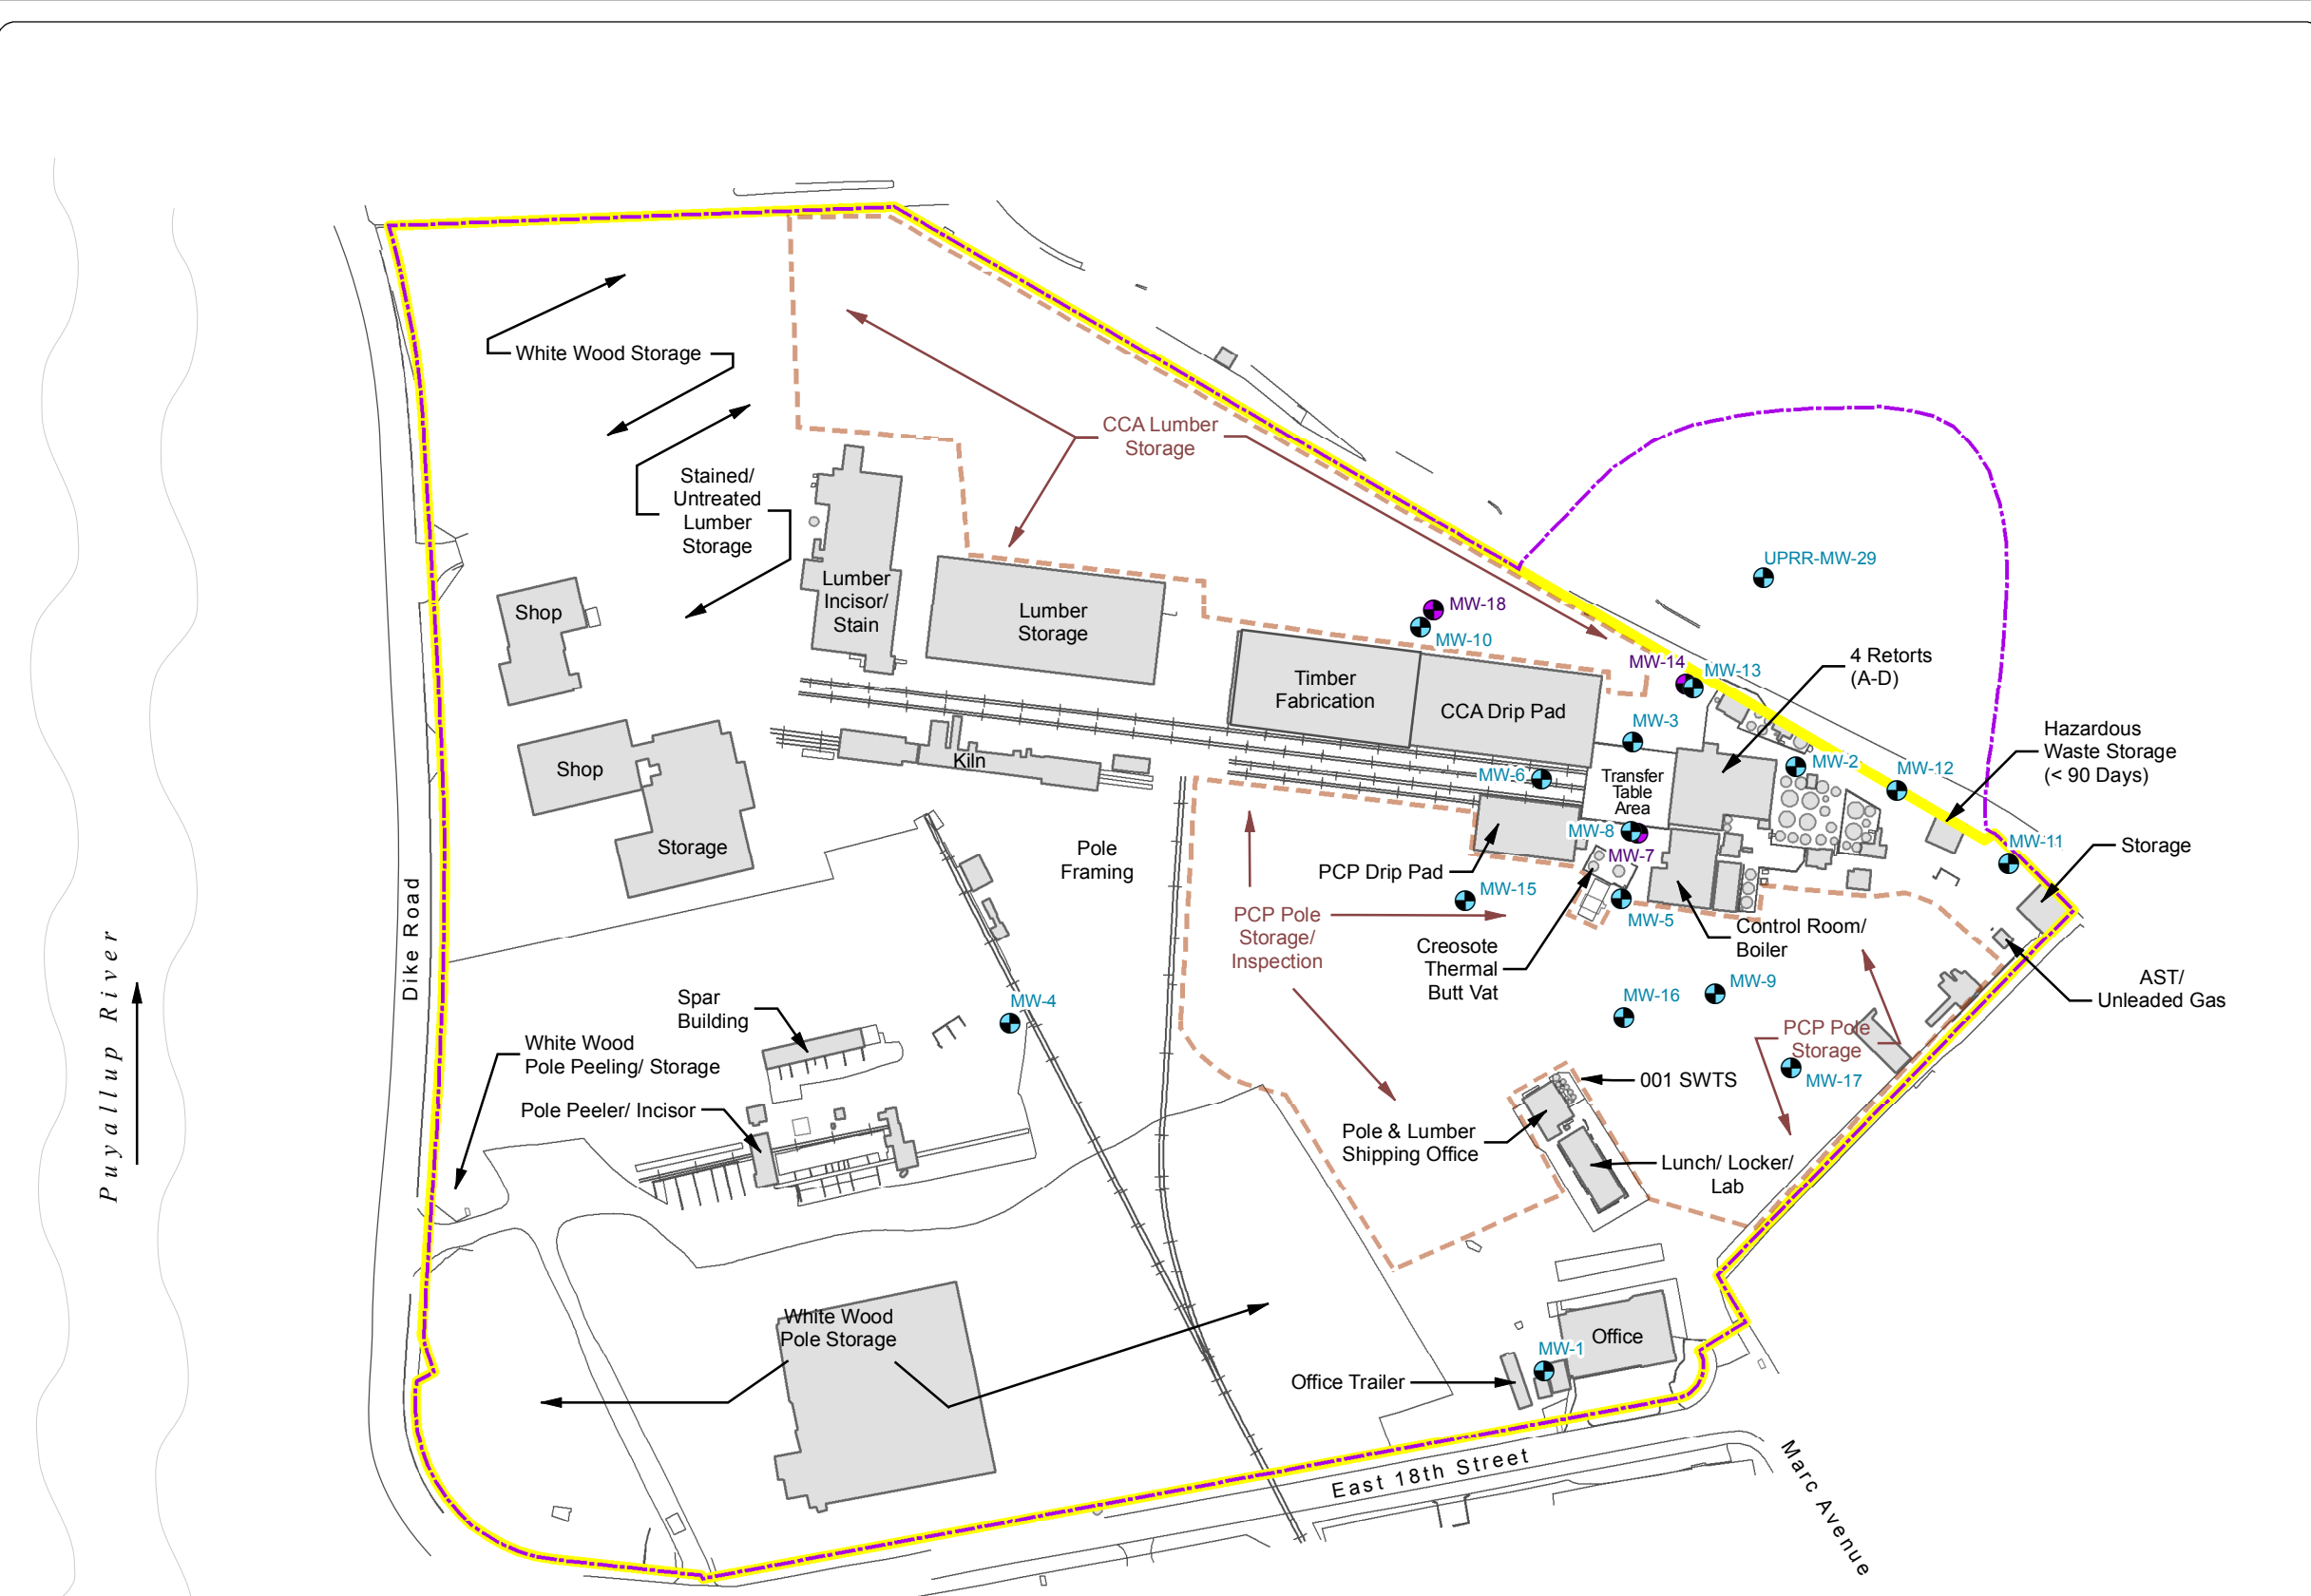 White Wood Storage
CCA Lumber
Storage
Stained/
Untreated
Lumber
Storage
UPRR-MW-29
Lumber
Incisor/
Stain
Shop
Lumber
Storage
MW-18
MW-10
MW-14
MW-13
4 Retorts
(A-D)
Timber
Fabrication
CCA Drip Pad
MW-3
Hazardous
Waste Storage
(< 90 Days)
Shop
Kiln
MW-6
Transfer
Table
Area
MW-2
MW-12
Storage
Pole
Framing
MW-8
MW-7
MW-11
Storage
PCP Drip Pad
MW-15
MW-5
PCP Pole
Storage/
Inspection
Creosote
Thermal
Butt Vat
Control Room/
Boiler
Dike Road
Puyallup River
AST/
Unleaded Gas
MW-4
MW-16
MW-9
Spar
Building
White Wood
Pole Peeling/ Storage
PCP Pole
Storage
MW-17
001 SWTS
Pole Peeler/ Incisor
Pole & Lumber
Shipping Office
Lunch/ Locker/
Lab
White Wood
Pole Storage
Office
MW-1
Office Trailer
East 18th Street
Marc Avenue